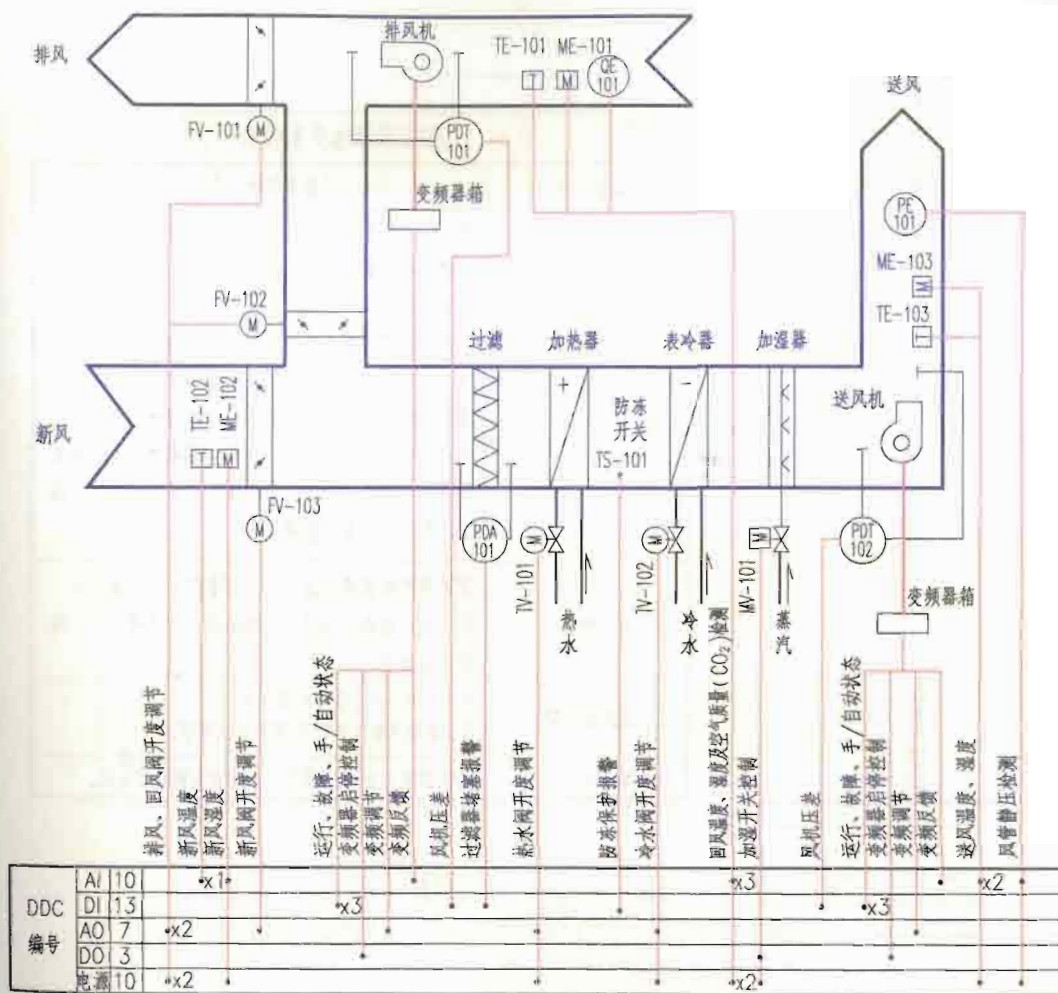 排风机
TE-101 ME-101
排风
T
M
QE
101
送风
FV-101
M
PDT
101
变频器箱
PE
101
ME-103
M
FV-102
M
TE-103
T
过滤
加热器
表冷器
加湿器
TE-102
ME-102
+
-
防冻
开关
送风机
新风
T
M
TS-101
FV-103
M
PDA
101
M
M
M
PDT
102
TV-101
TV-102
MV-101
热水
冷水
蒸汽
变频器箱
排风、回风阀开度调节
新风温度
新风湿度
新风阀开度调节
运行、故障、手/自动状态
变频器启停控制
变频调节
变频反馈
风机压差
过滤器堵塞报警
热水阀开度调节
防冻保护报警
冷水阀开度调节
回风温度、湿度及空气质量(CO₂)检测
加湿开关控制
风机压差
运行、故障、手/自动状态
变频器启停控制
变频调节
变频反馈
送风温度、湿度
风管静压检测
DDC
编号
AI 10 x1 x3 x2
DI 13 x3 x3
AO 7 x2
DO 3
电源 10 x2 x2